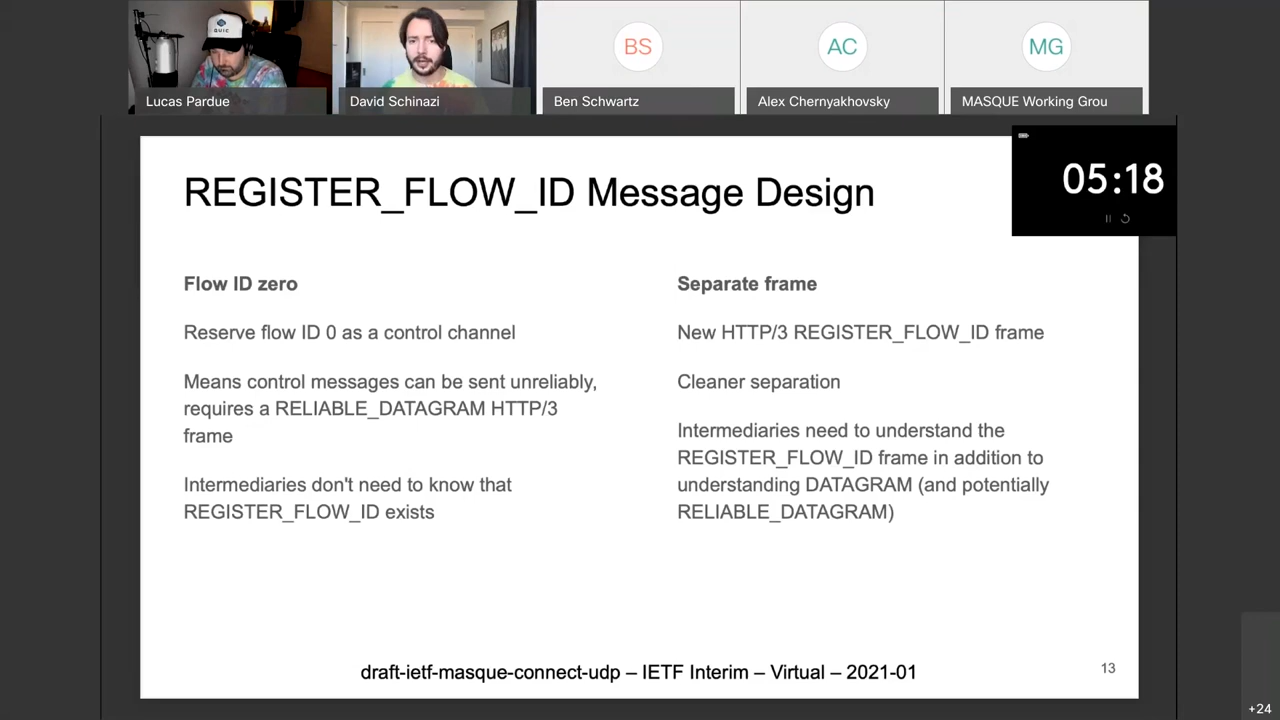 QUIC
Lucas Pardue
David Schinazi
BS
Ben Schwartz
AC
Alex Chernyakhovsky
MG
MASQUE Working Grou
05:18
REGISTER_FLOW_ID Message Design
Flow ID zero
Reserve flow ID 0 as a control channel
Means control messages can be sent unreliably,
requires a RELIABLE_DATAGRAM HTTP/3
frame
Intermediaries don't need to know that
REGISTER_FLOW_ID exists
Separate frame
New HTTP/3 REGISTER_FLOW_ID frame
Cleaner separation
Intermediaries need to understand the
REGISTER_FLOW_ID frame in addition to
understanding DATAGRAM (and potentially
RELIABLE_DATAGRAM)
draft-ietf-masque-connect-udp – IETF Interim – Virtual – 2021-01
13
+24